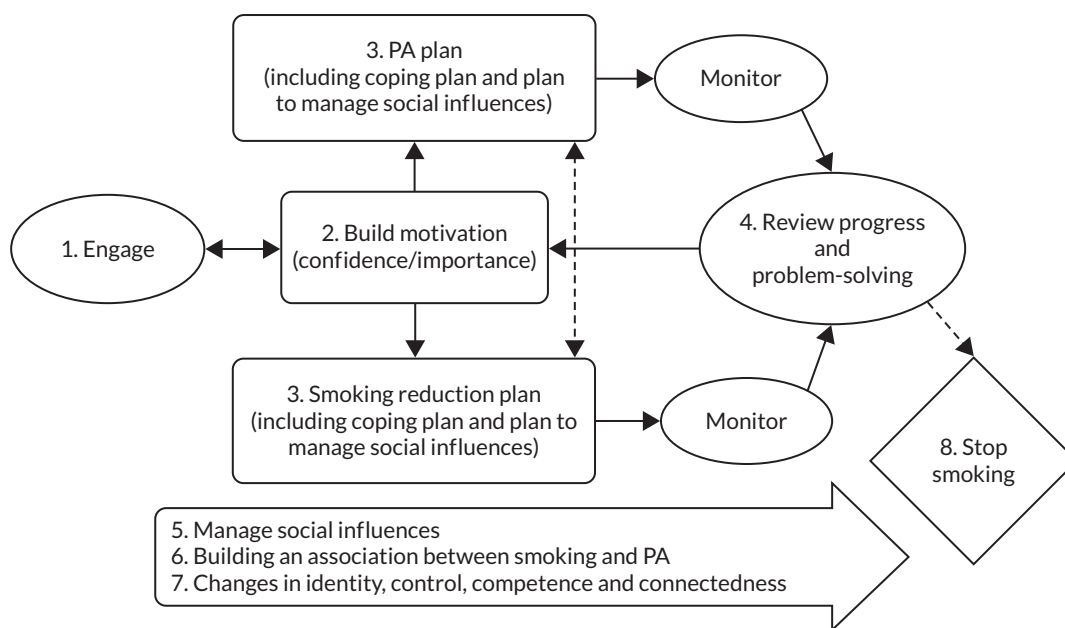 3. PA plan
(including coping plan and plan
to manage social influences)
Monitor
1. Engage
2. Build motivation
(confidence/importance)
4. Review progress
and
problem-solving
3. Smoking reduction plan
(including coping plan and plan to
manage social influences)
Monitor
8. Stop
smoking
5. Manage social influences
6. Building an association between smoking and PA
7. Changes in identity, control, competence and connectedness